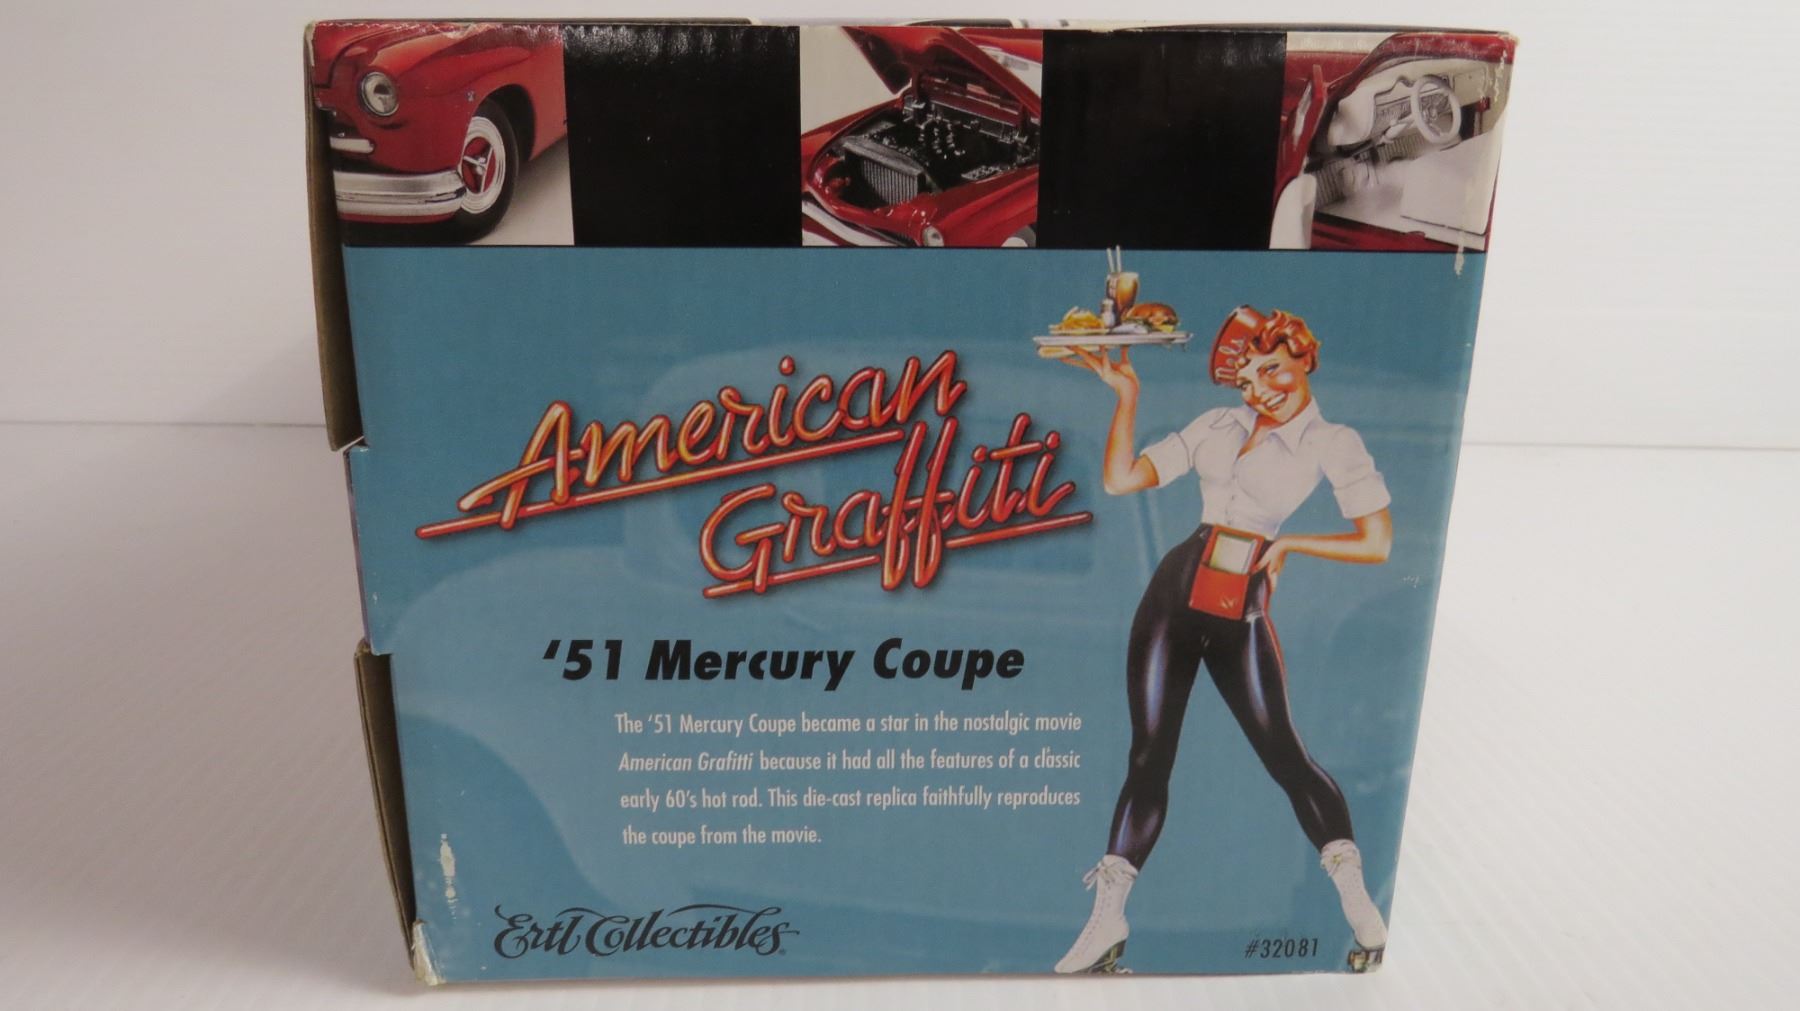 Mels
American
Graffiti
'51 Mercury Coupe
The '51 Mercury Coupe became a star in the nostalgic movie
American Grafitti because it had all the features of a classic
early 60's hot rod. This die-cast replica faithfully reproduces
the coupe from the movie.
Ertl Collectibles
#32081